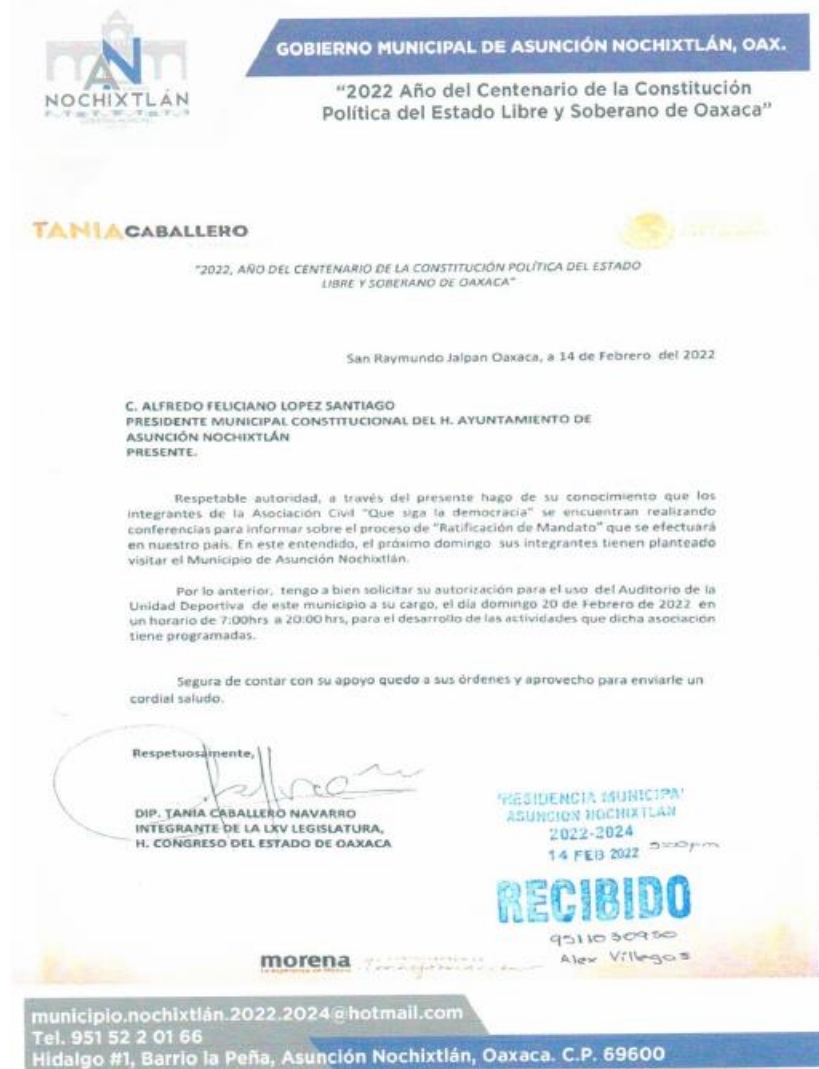 AN
NOCHIXTLÁN
GOBIERNO MUNICIPAL DE ASUNCIÓN NOCHIXTLÁN, OAX.
“2022 Año del Centenario de la Constitución
Política del Estado Libre y Soberano de Oaxaca”
TANIACABALLERO
"2022, AÑO DEL CENTENARIO DE LA CONSTITUCIÓN POLÍTICA DEL ESTADO
LIBRE Y SOBERANO DE OAXACA"
San Raymundo Jalpan Oaxaca, a 14 de Febrero del 2022
C. ALFREDO FELICIANO LOPEZ SANTIAGO
PRESIDENTE MUNICIPAL CONSTITUCIONAL DEL H. AYUNTAMIENTO DE
ASUNCIÓN NOCHIXTLÁN
PRESENTE.
Respetable autoridad, a través del presente hago de su conocimiento que los
integrantes de la Asociación Civil "Que siga la democracia" se encuentran realizando
conferencias para informar sobre el proceso de "Ratificación de Mandato" que se efectuará
en nuestro país. En este entendido, el próximo domingo sus integrantes tienen planteado
visitar el Municipio de Asunción Nochixtlán.
Por lo anterior, tengo a bien solicitar su autorización para el uso del Auditorio de la
Unidad Deportiva de este municipio a su cargo, el día domingo 20 de Febrero de 2022 en
un horario de 7:00hrs a 20:00 hrs, para el desarrollo de las actividades que dicha asociación
tiene programadas.
Segura de contar con su apoyo quedo a sus órdenes y aprovecho para enviarle un
cordial saludo.
Respetuosamente,
DIP. TANIA CABALLERO NAVARRO
INTEGRANTE DE LA LXV LEGISLATURA,
H. CONGRESO DEL ESTADO DE OAXACA
RESIDENCIA MUNICIPA
ASUNCION NOCHIXTLAN
2022-2024
14 FEB 2022
RECIBIDO
Alex Villegas
morena
La esperanza de México
municipio.nochixtlán.2022.2024@hotmail.com
Tel. 951 52 2 01 66
Hidalgo #1, Barrio la Peña, Asunción Nochixtlán, Oaxaca. C.P. 69600